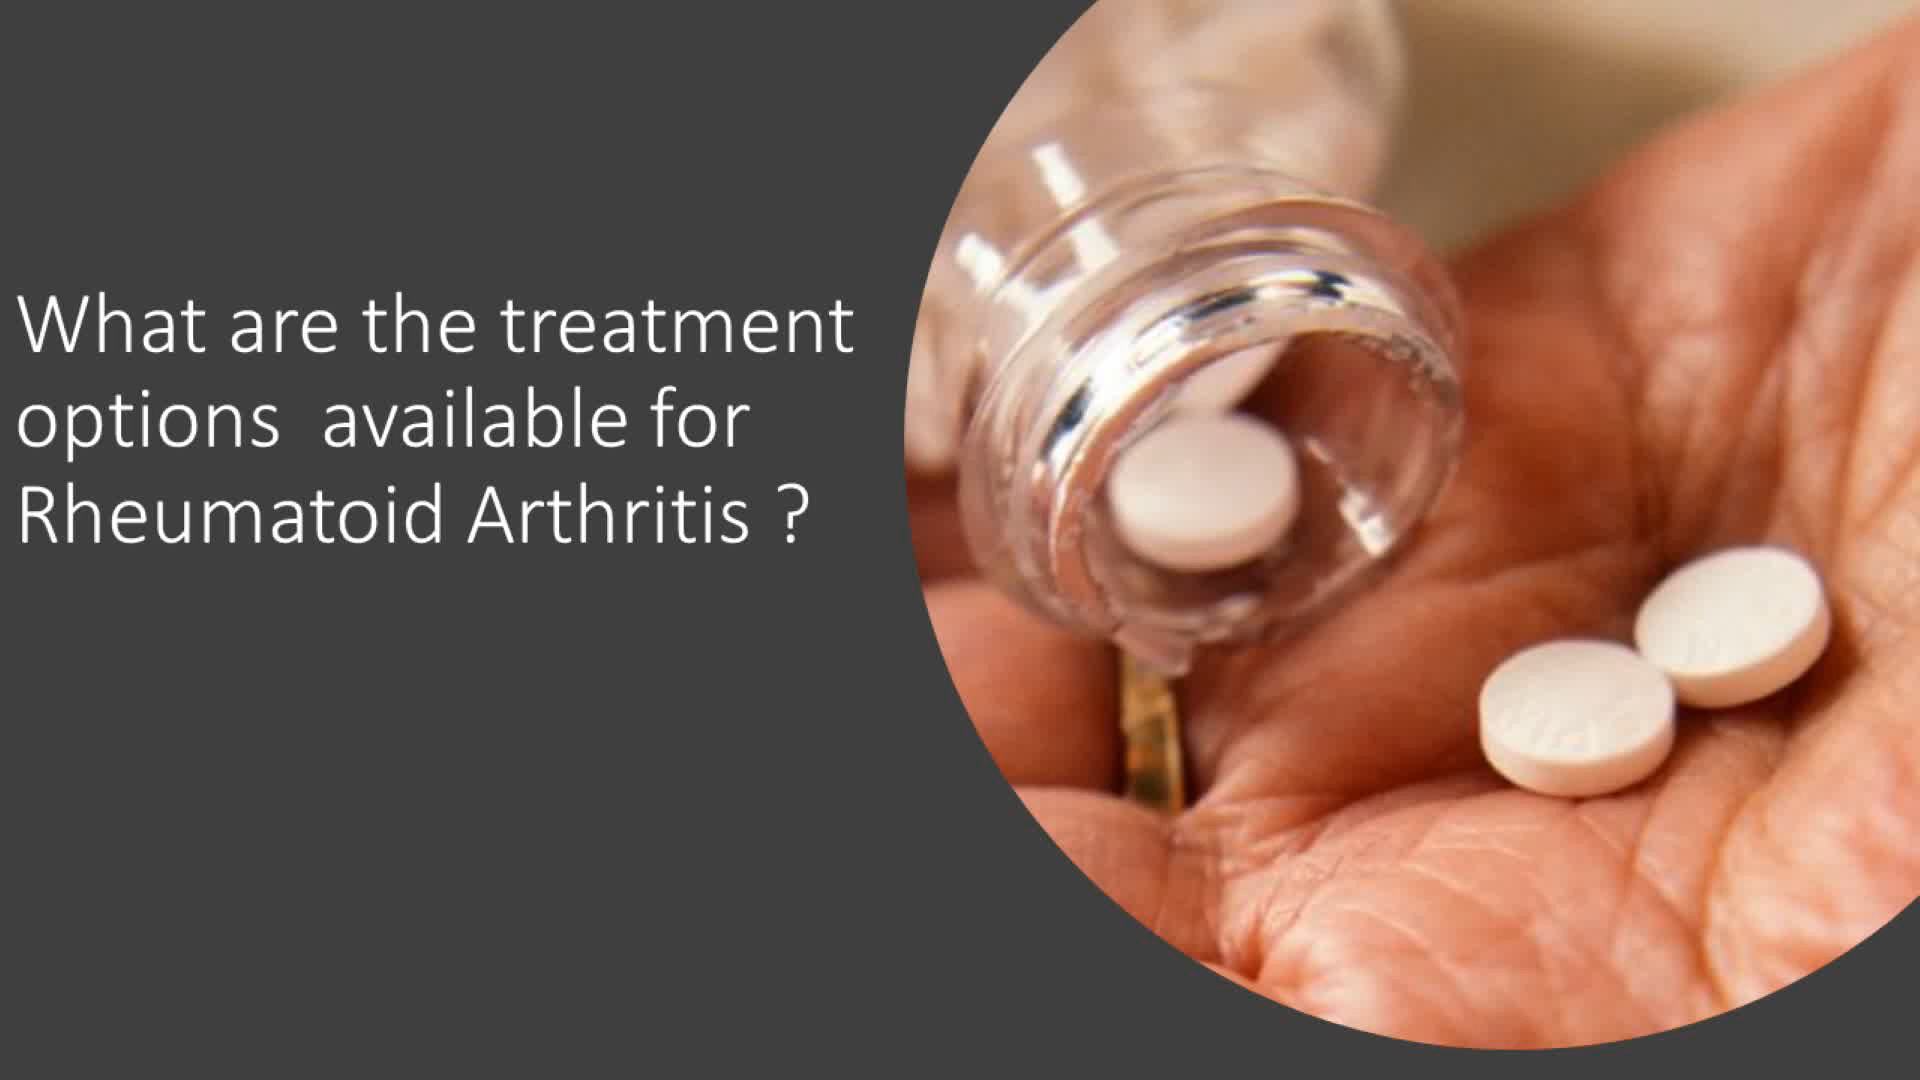 What are the treatment
options  available for
Rheumatoid Arthritis ?